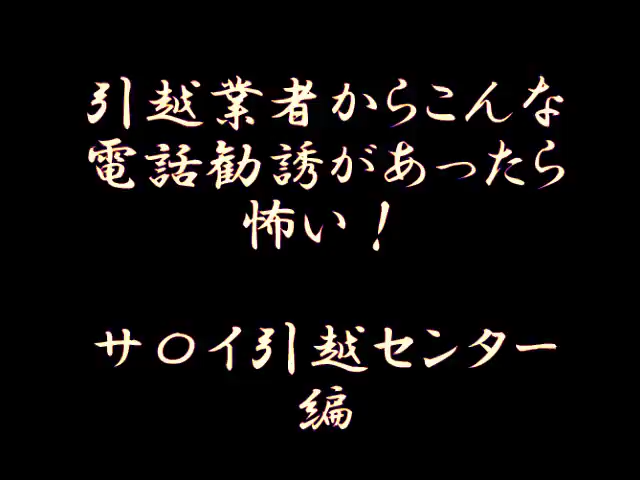 引越業者からこんな
電話勧誘があったら
怖い！
サ〇イ引越センター
編